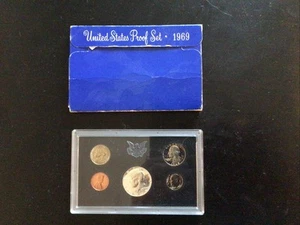 United States Proof Set • 1969